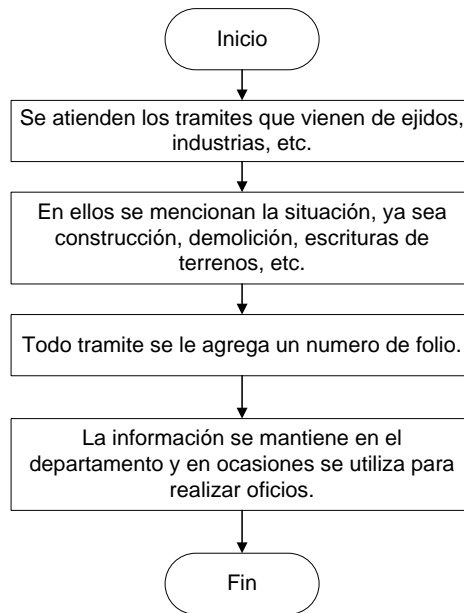 Inicio
Se atienden los tramites que vienen de ejidos,
industrias, etc.
En ellos se mencionan la situación, ya sea
construcción, demolición, escrituras de
terrenos, etc.
Todo tramite se le agrega un numero de folio.
La información se mantiene en el
departamento y en ocasiones se utiliza para
realizar oficios.
Fin